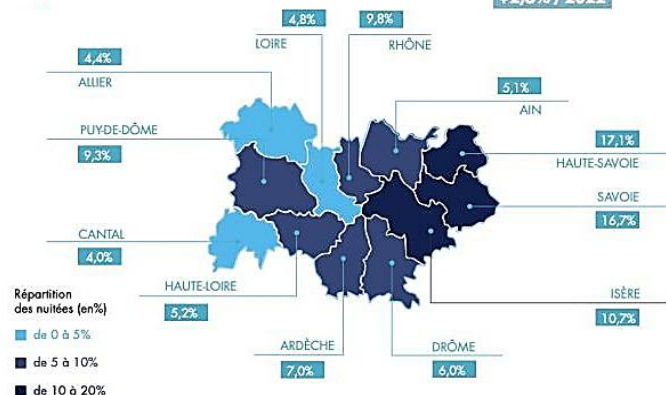 4,8%
LOIRE
9,8%
RHÔNE
4,4%
ALLIER
5,1%
AIN
PUY-DE-DÔME
9,3%
17,1%
HAUTE-SAVOIE
SAVOIE
16,7%
CANTAL
4,0%
HAUTE-LOIRE
5,2%
ISÈRE
10,7%
ARDÈCHE
7,0%
DRÔME
6,0%
Répartition
des nuitées (en%)
de 0 à 5%
de 5 à 10%
de 10 à 20%